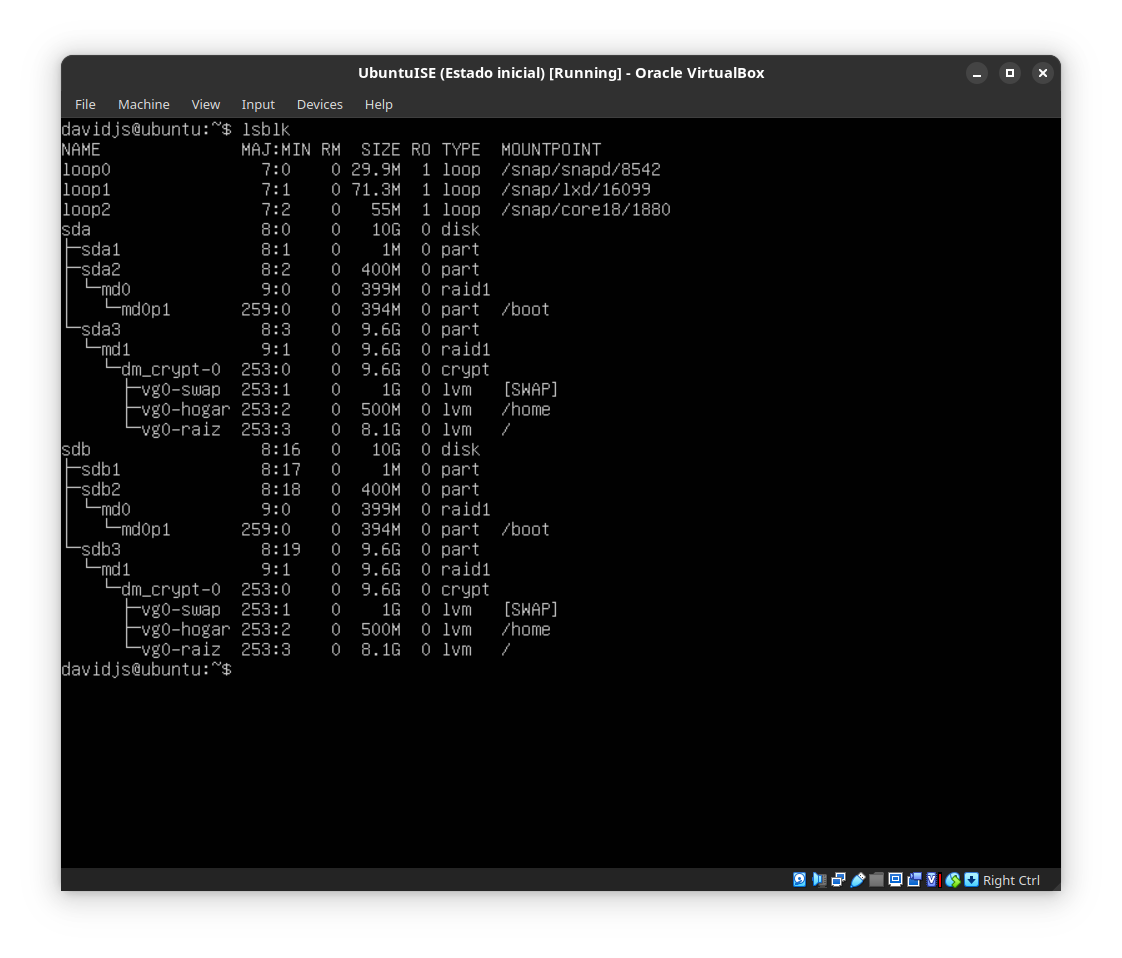 UbuntuISE (Estado inicial) [Running] - Oracle VirtualBox
File Machine View Input Devices Help
davidjs@ubuntu:~$ lsblk
NAME              MAJ:MIN RM  SIZE RO TYPE  MOUNTPOINT
loop0               7:0    0 29.9M  1 loop  /snap/snapd/8542
loop1               7:1    0 71.3M  1 loop  /snap/lxd/16099
loop2               7:2    0   55M  1 loop  /snap/core18/1880
sda                 8:0    0   10G  0 disk
├─sda1              8:1    0    1M  0 part
├─sda2              8:2    0  400M  0 part
│ └─md0             9:0    0  399M  0 raid1
│   └─md0p1       259:0    0  394M  0 part  /boot
└─sda3              8:3    0  9.6G  0 part
  └─md1             9:1    0  9.6G  0 raid1
    └─dm_crypt-0  253:0    0  9.6G  0 crypt
      ├─vg0-swap  253:1    0    1G  0 lvm   [SWAP]
      ├─vg0-hogar 253:2    0  500M  0 lvm   /home
      └─vg0-raiz  253:3    0  8.1G  0 lvm   /
sdb                 8:16   0   10G  0 disk
├─sdb1              8:17   0    1M  0 part
├─sdb2              8:18   0  400M  0 part
│ └─md0             9:0    0  399M  0 raid1
│   └─md0p1       259:0    0  394M  0 part  /boot
└─sdb3              8:19   0  9.6G  0 part
  └─md1             9:1    0  9.6G  0 raid1
    └─dm_crypt-0  253:0    0  9.6G  0 crypt
      ├─vg0-swap  253:1    0    1G  0 lvm   [SWAP]
      ├─vg0-hogar 253:2    0  500M  0 lvm   /home
      └─vg0-raiz  253:3    0  8.1G  0 lvm   /
davidjs@ubuntu:~$
Right Ctrl